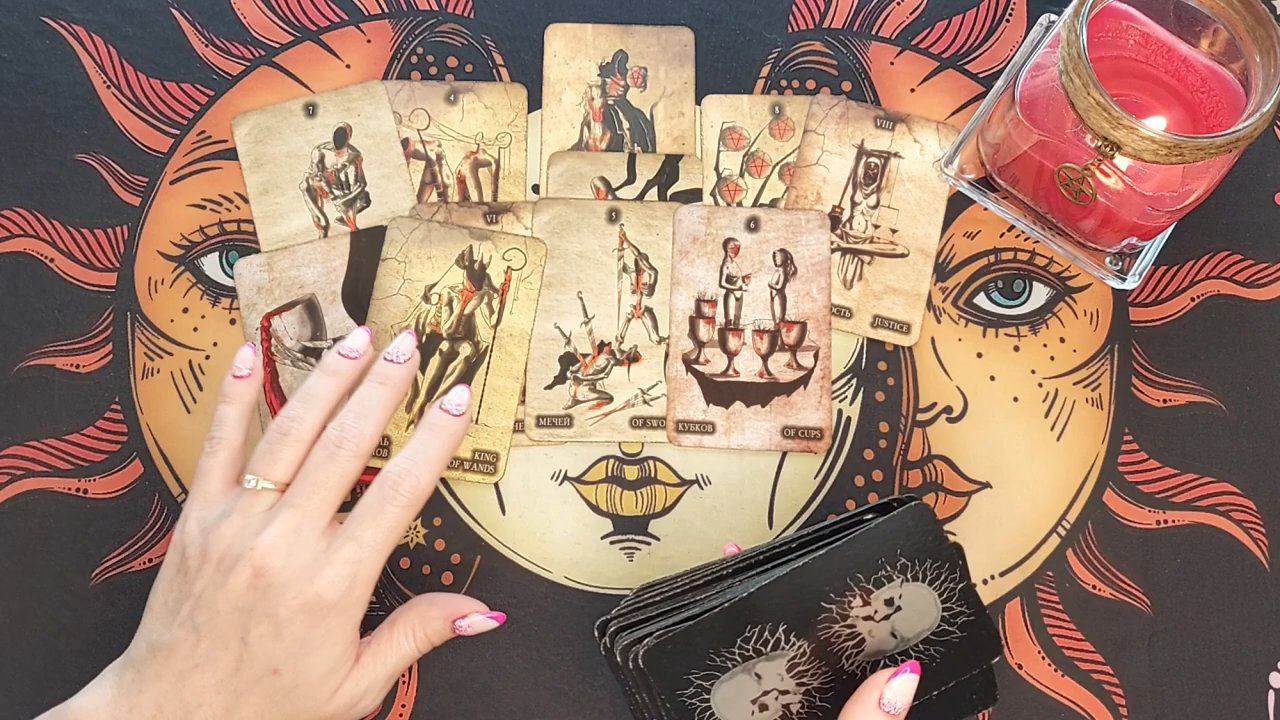 7
4
8
VIII
VI
5
6
ОСТЬ JUSTICE
МЕЧЕЙ OF SWO
КУБКОВ OF CUPS
KING
OF WANDS